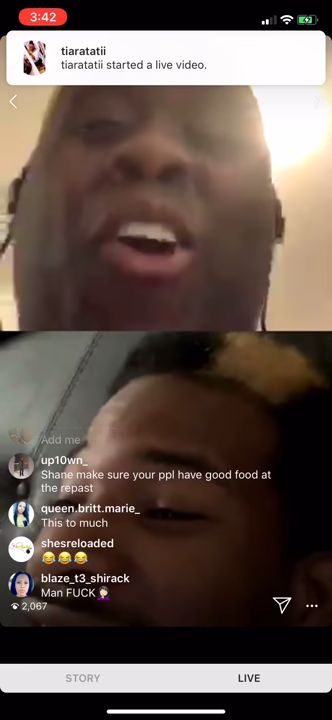 3:42
tiaratatii
tiaratatii started a live video.
Add me
up10wn_
Shane make sure your ppl have good food at
the repast
queen.britt.marie_
This to much
shesreloaded
😂😂😂
blaze_t3_shirack
Man FUCK🤦🏻‍♀️
2,067
STORY
LIVE